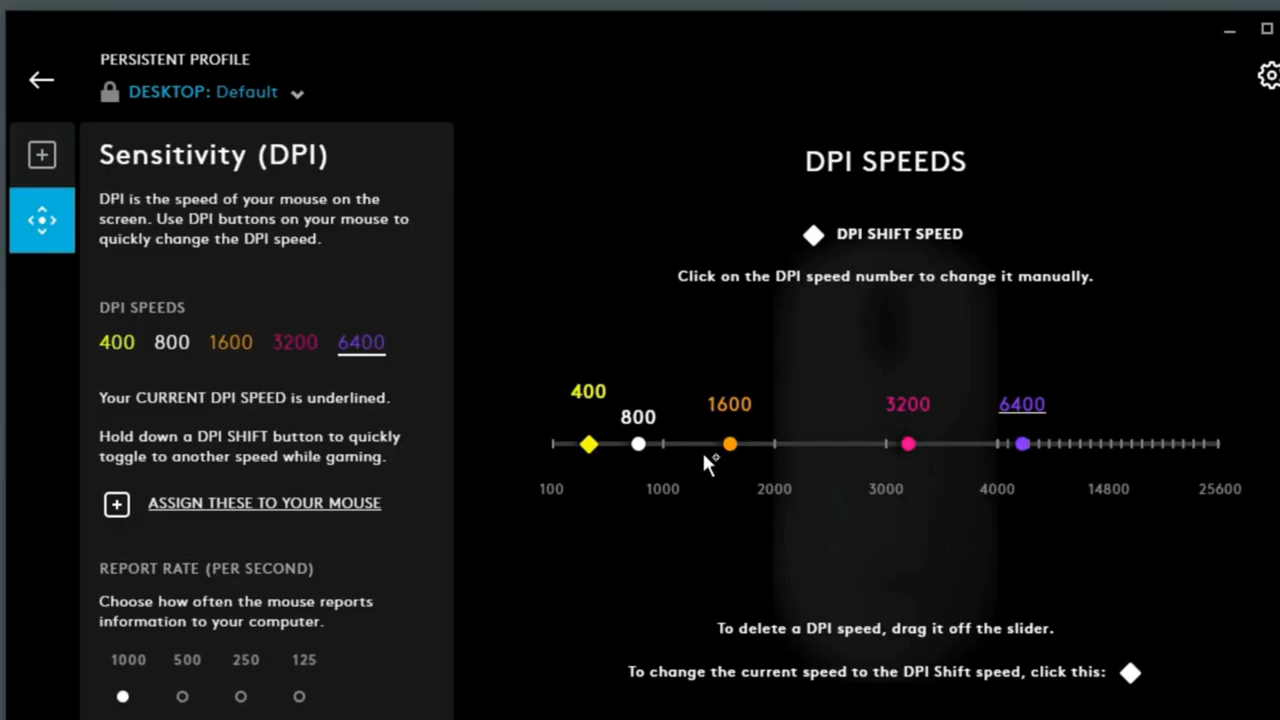 PERSISTENT PROFILE
DESKTOP: Default
Sensitivity (DPI)
DPI is the speed of your mouse on the
screen. Use DPI buttons on your mouse to
quickly change the DPI speed.
DPI SPEEDS
400 800 1600 3200 6400
Your CURRENT DPI SPEED is underlined.
Hold down a DPI SHIFT button to quickly
toggle to another speed while gaming.
ASSIGN THESE TO YOUR MOUSE
REPORT RATE (PER SECOND)
Choose how often the mouse reports
information to your computer.
1000 500 250 125
DPI SPEEDS
DPI SHIFT SPEED
Click on the DPI speed number to change it manually.
400 800 1600 3200 6400
100 1000 2000 3000 4000 14800 25600
To delete a DPI speed, drag it off the slider.
To change the current speed to the DPI Shift speed, click this: